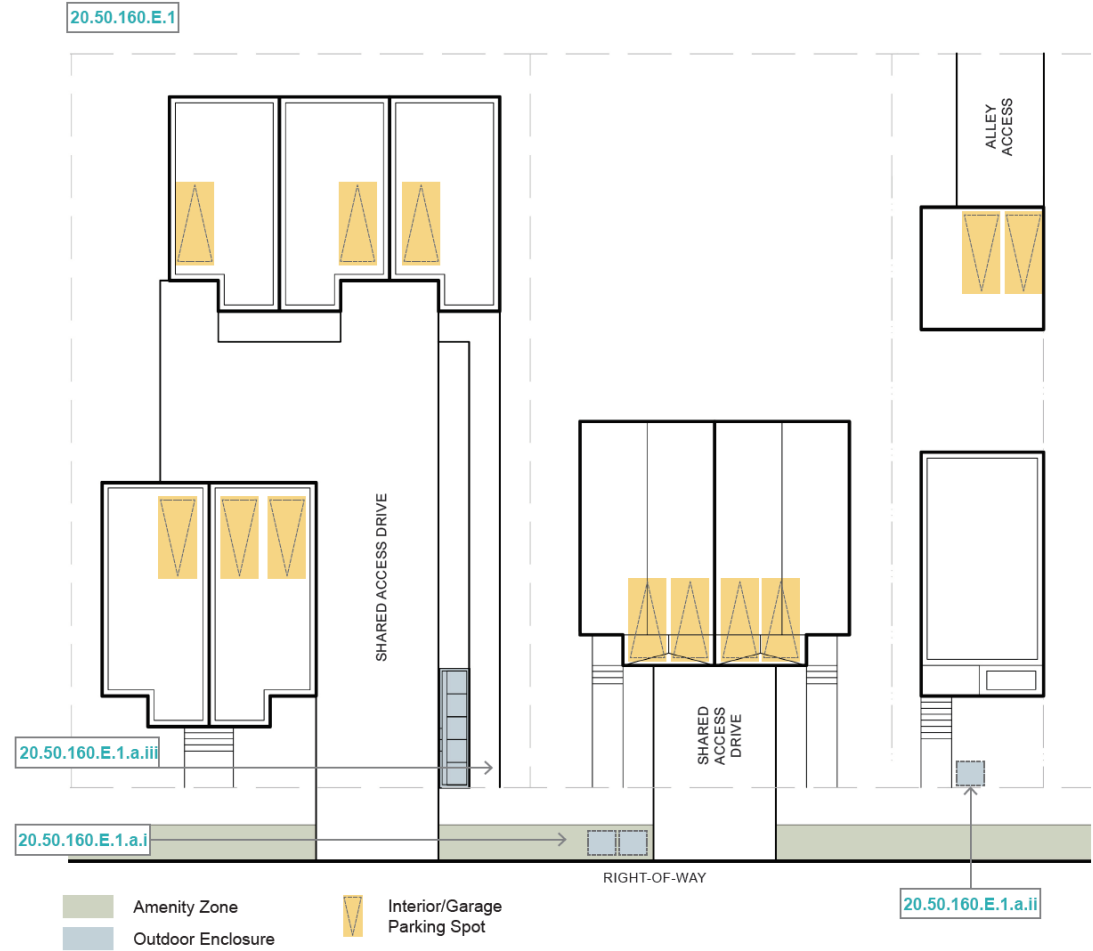 20.50.160.E.1
ALLEY
ACCESS
SHARED ACCESS DRIVE
SHARED
ACCESS
DRIVE
20.50.160.E.1.a.iii
20.50.160.E.1.a.i
RIGHT-OF-WAY
20.50.160.E.1.a.ii
Amenity Zone
Outdoor Enclosure
Interior/Garage
Parking Spot